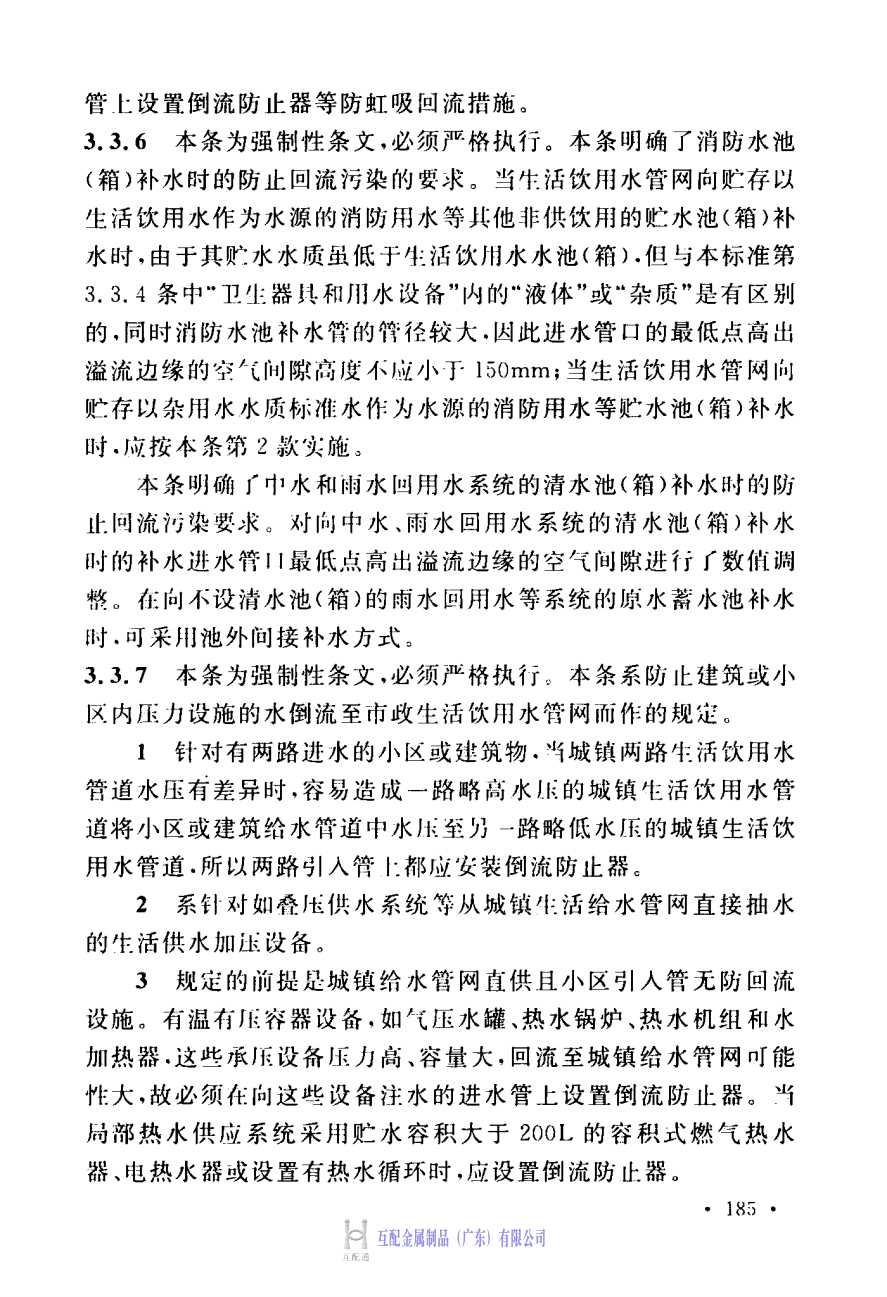 管上设置倒流防止器等防虹吸回流措施。
3.3.6 本条为强制性条文,必须严格执行。本条明确了消防水池
(箱)补水时的防止回流污染的要求。当生活饮用水管网向贮存以
生活饮用水作为水源的消防用水等其他非供饮用的贮水池(箱)补
水时,由于其贮水水质虽低于生活饮用水水池(箱),但与本标准第
3.3.4 条中“卫生器具和用水设备”内的“液体”或“杂质”是有区别
的,同时消防水池补水管的管径较大,因此进水管口的最低点高出
溢流边缘的空气间隙高度不应小于 150mm;当生活饮用水管网向
贮存以杂用水水质标准水作为水源的消防用水等贮水池(箱)补水
时,应按本条第 2 款实施。
本条明确了中水和雨水回用水系统的清水池(箱)补水时的防
止回流污染要求。对向中水、雨水回用水系统的清水池(箱)补水
时的补水进水管口最低点高出溢流边缘的空气间隙进行了数值调
整。在向不设清水池(箱)的雨水回用水等系统的原水蓄水池补水
时,可采用池外间接补水方式。
3.3.7 本条为强制性条文,必须严格执行。本条系防止建筑或小
区内压力设施的水倒流至市政生活饮用水管网而作的规定。
1 针对有两路进水的小区或建筑物,当城镇两路生活饮用水
管道水压有差异时,容易造成一路略高水压的城镇生活饮用水管
道将小区或建筑给水管道中水压至另一路略低水压的城镇生活饮
用水管道,所以两路引入管上都应安装倒流防止器。
2 系针对如叠压供水系统等从城镇生活给水管网直接抽水
的生活供水加压设备。
3 规定的前提是城镇给水管网直供且小区引入管无防回流
设施。有温有压容器设备,如气压水罐、热水锅炉、热水机组和水
加热器,这些承压设备压力高、容量大,回流至城镇给水管网可能
性大,故必须在向这些设备注水的进水管上设置倒流防止器。当
局部热水供应系统采用贮水容积大于 200L 的容积式燃气热水
器、电热水器或设置有热水循环时,应设置倒流防止器。
• 185 •
互配金属制品(广东)有限公司
互配通